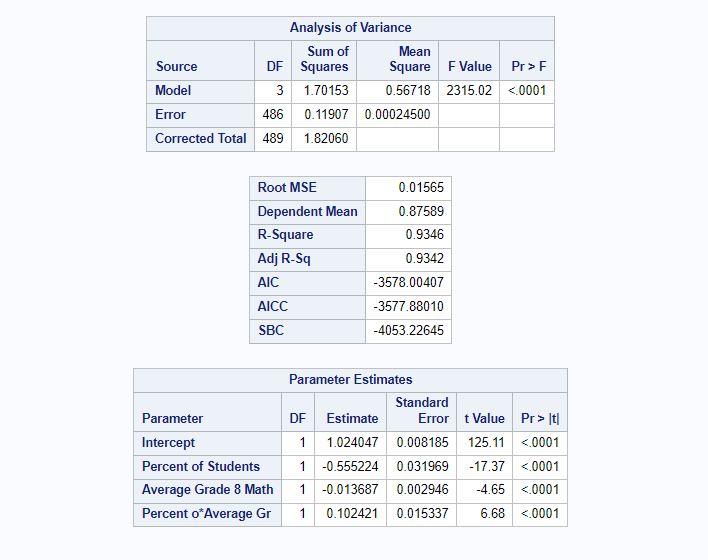 Analysis of Variance
Source DF Sum of Squares Mean Square F Value Pr > F
Model 3 1.70153 0.56718 2315.02 <.0001
Error 486 0.11907 0.00024500
Corrected Total 489 1.82060
Root MSE 0.01565
Dependent Mean 0.87589
R-Square 0.9346
Adj R-Sq 0.9342
AIC -3578.00407
AICC -3577.88010
SBC -4053.22645
Parameter Estimates
Parameter DF Estimate Standard Error t Value Pr > |t|
Intercept 1 1.024047 0.008185 125.11 <.0001
Percent of Students 1 -0.555224 0.031969 -17.37 <.0001
Average Grade 8 Math 1 -0.013687 0.002946 -4.65 <.0001
Percent o*Average Gr 1 0.102421 0.015337 6.68 <.0001